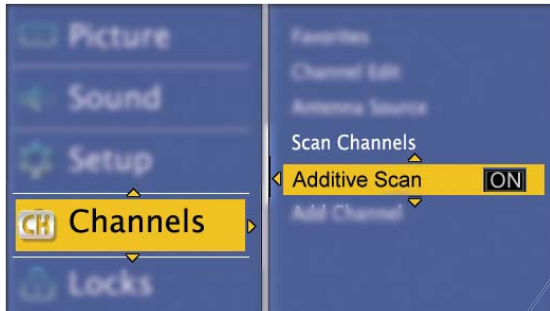 Picture
Sound
Setup
CH Channels
Locks
Favorites
Channel Edit
Antenna Source
Scan Channels
Additive Scan ON
Add Channel